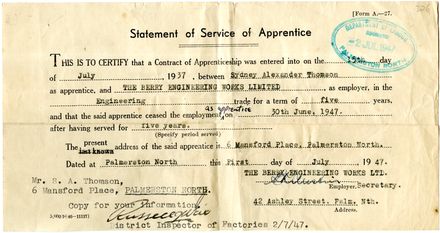 [Form A.—27.
Statement of Service of Apprentice
DEPARTMENT OF LABOUR
-2 JUL 1947
PALMERSTON NORTH.
THIS IS TO CERTIFY that a Contract of Apprenticeship was entered into on the day
of July 1937, between Sydney Alexander Thomson
as apprentice, and THE BERRY ENGINEERING WORKS LIMITED as employer, in the
Engineering trade for a term of five years,
as apprentice
and that the said apprentice ceased the employment on 30th June, 1947.
after having served for five years.
(Specify period served)
present
The last known address of the said apprentice is 6 Mansford Place, Palmerston North.
Dated at Palmerston North this First day of July 1947.
THE BERRY ENGINEERING WORKS LTD.
Mr. S. A. Thomson,
Employer. Secretary.
6 Mansford Place, PALMERSTON NORTH.
42 Ashley Street. Palm. Nth.
Copy for your information.
Address.
istrict Inspector of Factories 2/7/47.